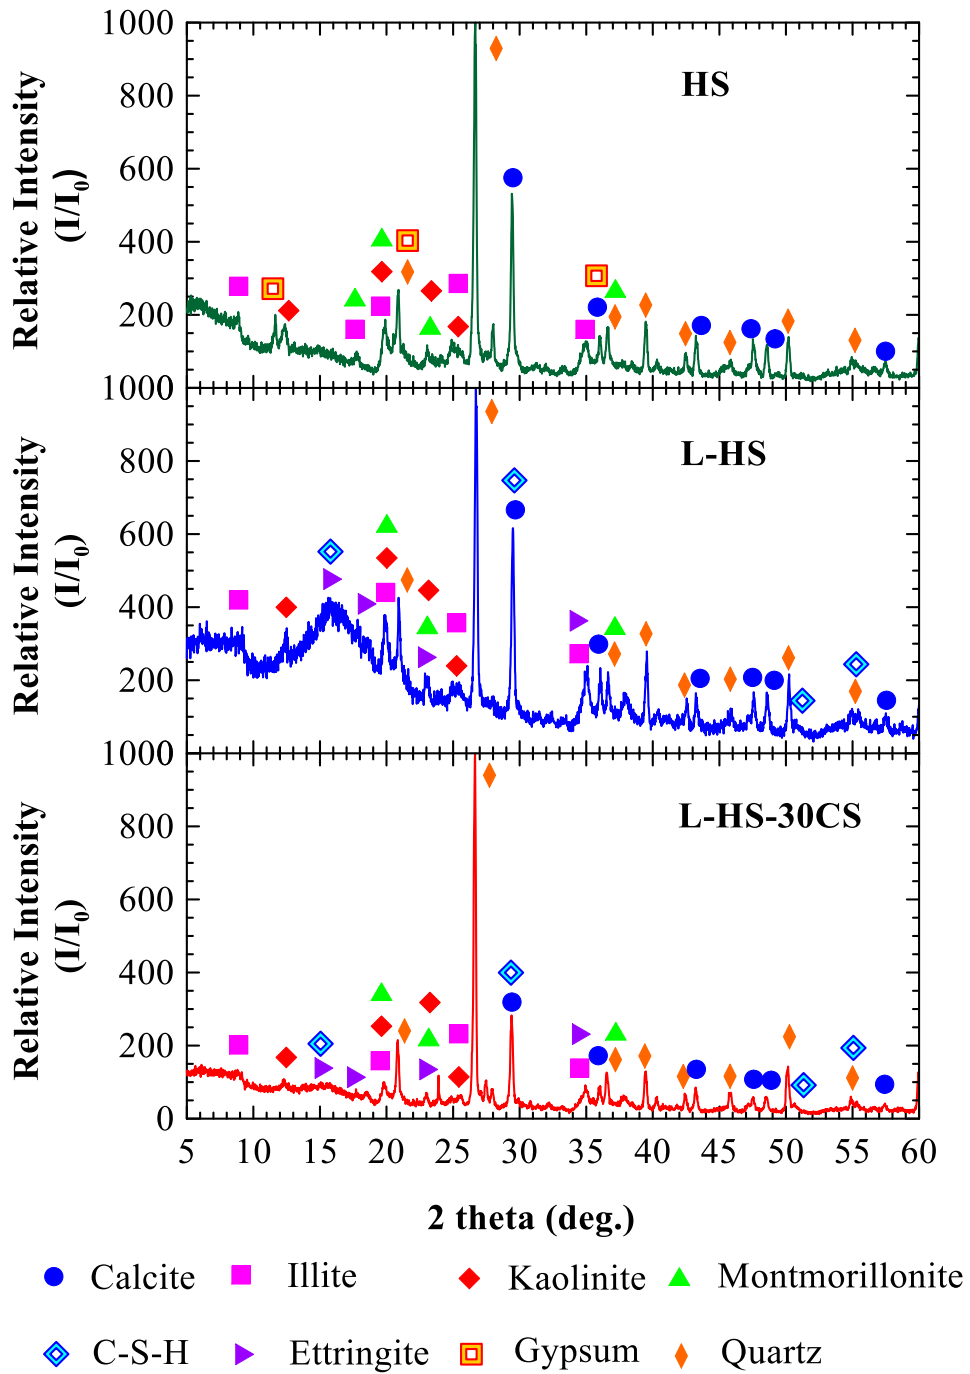 1000
800
600
400
200
Relative Intensity
(I/I0)
HS
1000
800
600
400
200
Relative Intensity
(I/I0)
L-HS
1000
800
600
400
200
0
Relative Intensity
(I/I0)
L-HS-30CS
5 10 15 20 25 30 35 40 45 50 55 60
2 theta (deg.)
Calcite Illite Kaolinite Montmorillonite
C-S-H Ettringite Gypsum Quartz